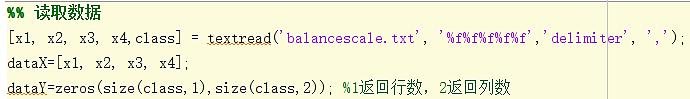 %% 读取数据
[x1, x2, x3, x4,class] = textread('balancescale.txt', '%f%f%f%f%f','delimiter', ',');
dataX=[x1, x2, x3, x4];
dataY=zeros(size(class,1),size(class,2)); %1返回行数，2返回列数